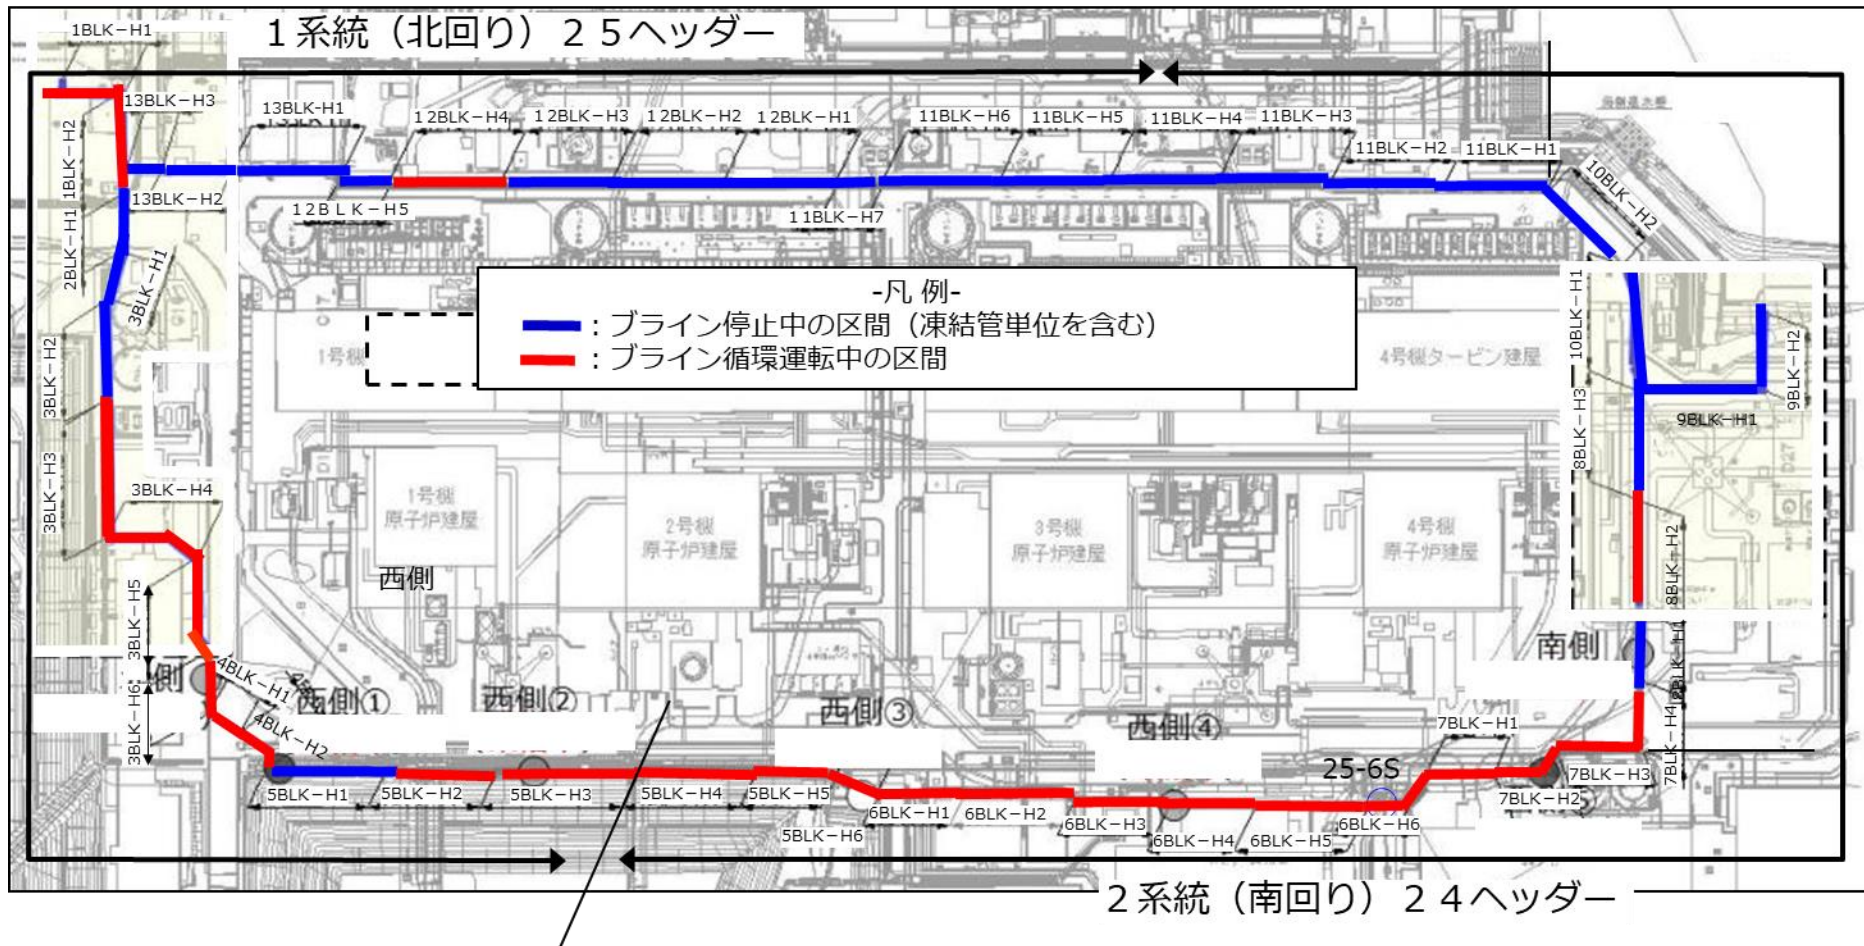 1系統（北回り）２５ヘッダー
1BLK-H1
13BLK-H3
13BLK-H1
12BLK-H4
12BLK-H3
12BLK-H2
12BLK-H1
11BLK-H6
11BLK-H5
11BLK-H4
11BLK-H3
11BLK-H2
11BLK-H1
10BLK-H2
1BLK-H2
13BLK-H2
12BLK-H5
11BLK-H7
2BLK-H1
3BLK-H1
-凡 例-
：ブライン停止中の区間（凍結管単位を含む）
：ブライン循環運転中の区間
1号機
4号機タービン建屋
10BLK-H1
9BLK-H2
9BLK-H1
8BLK-H3
3BLK-H2
3BLK-H3
3BLK-H4
1号機
原子炉建屋
2号機
原子炉建屋
3号機
原子炉建屋
4号機
原子炉建屋
D27
西側
8BLK-H2
3BLK-H5
南側
側
4BLK-H1
西側①
西側②
西側③
西側④
3BLK-H6
4BLK-H2
7BLK-H1
7BLK-H4
25-6S
5BLK-H1
5BLK-H2
5BLK-H3
5BLK-H4
5BLK-H5
7BLK-H3
7BLK-H2
5BLK-H6
6BLK-H1
6BLK-H2
6BLK-H3
6BLK-H4
6BLK-H5
6BLK-H6
２系統（南回り）２４ヘッダー